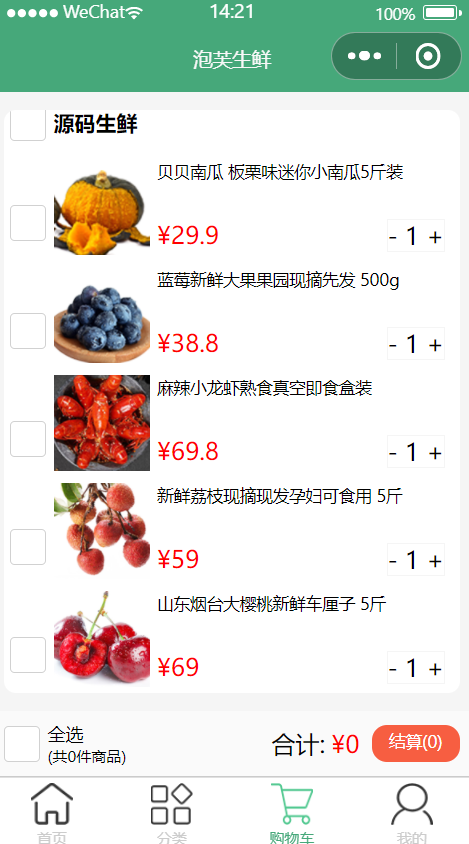 WeChat 14:21 100%
泡芙生鲜
源码生鲜
贝贝南瓜 板栗味迷你小南瓜5斤装
¥29.9 - 1 +
蓝莓新鲜大果果园现摘先发 500g
¥38.8 - 1 +
麻辣小龙虾熟食真空即食盒装
¥69.8 - 1 +
新鲜荔枝现摘现发孕妇可食用 5斤
¥59 - 1 +
山东烟台大樱桃新鲜车厘子 5斤
¥69 - 1 +
全选
(共0件商品)
合计: ¥0 结算(0)
首页 分类 购物车 我的